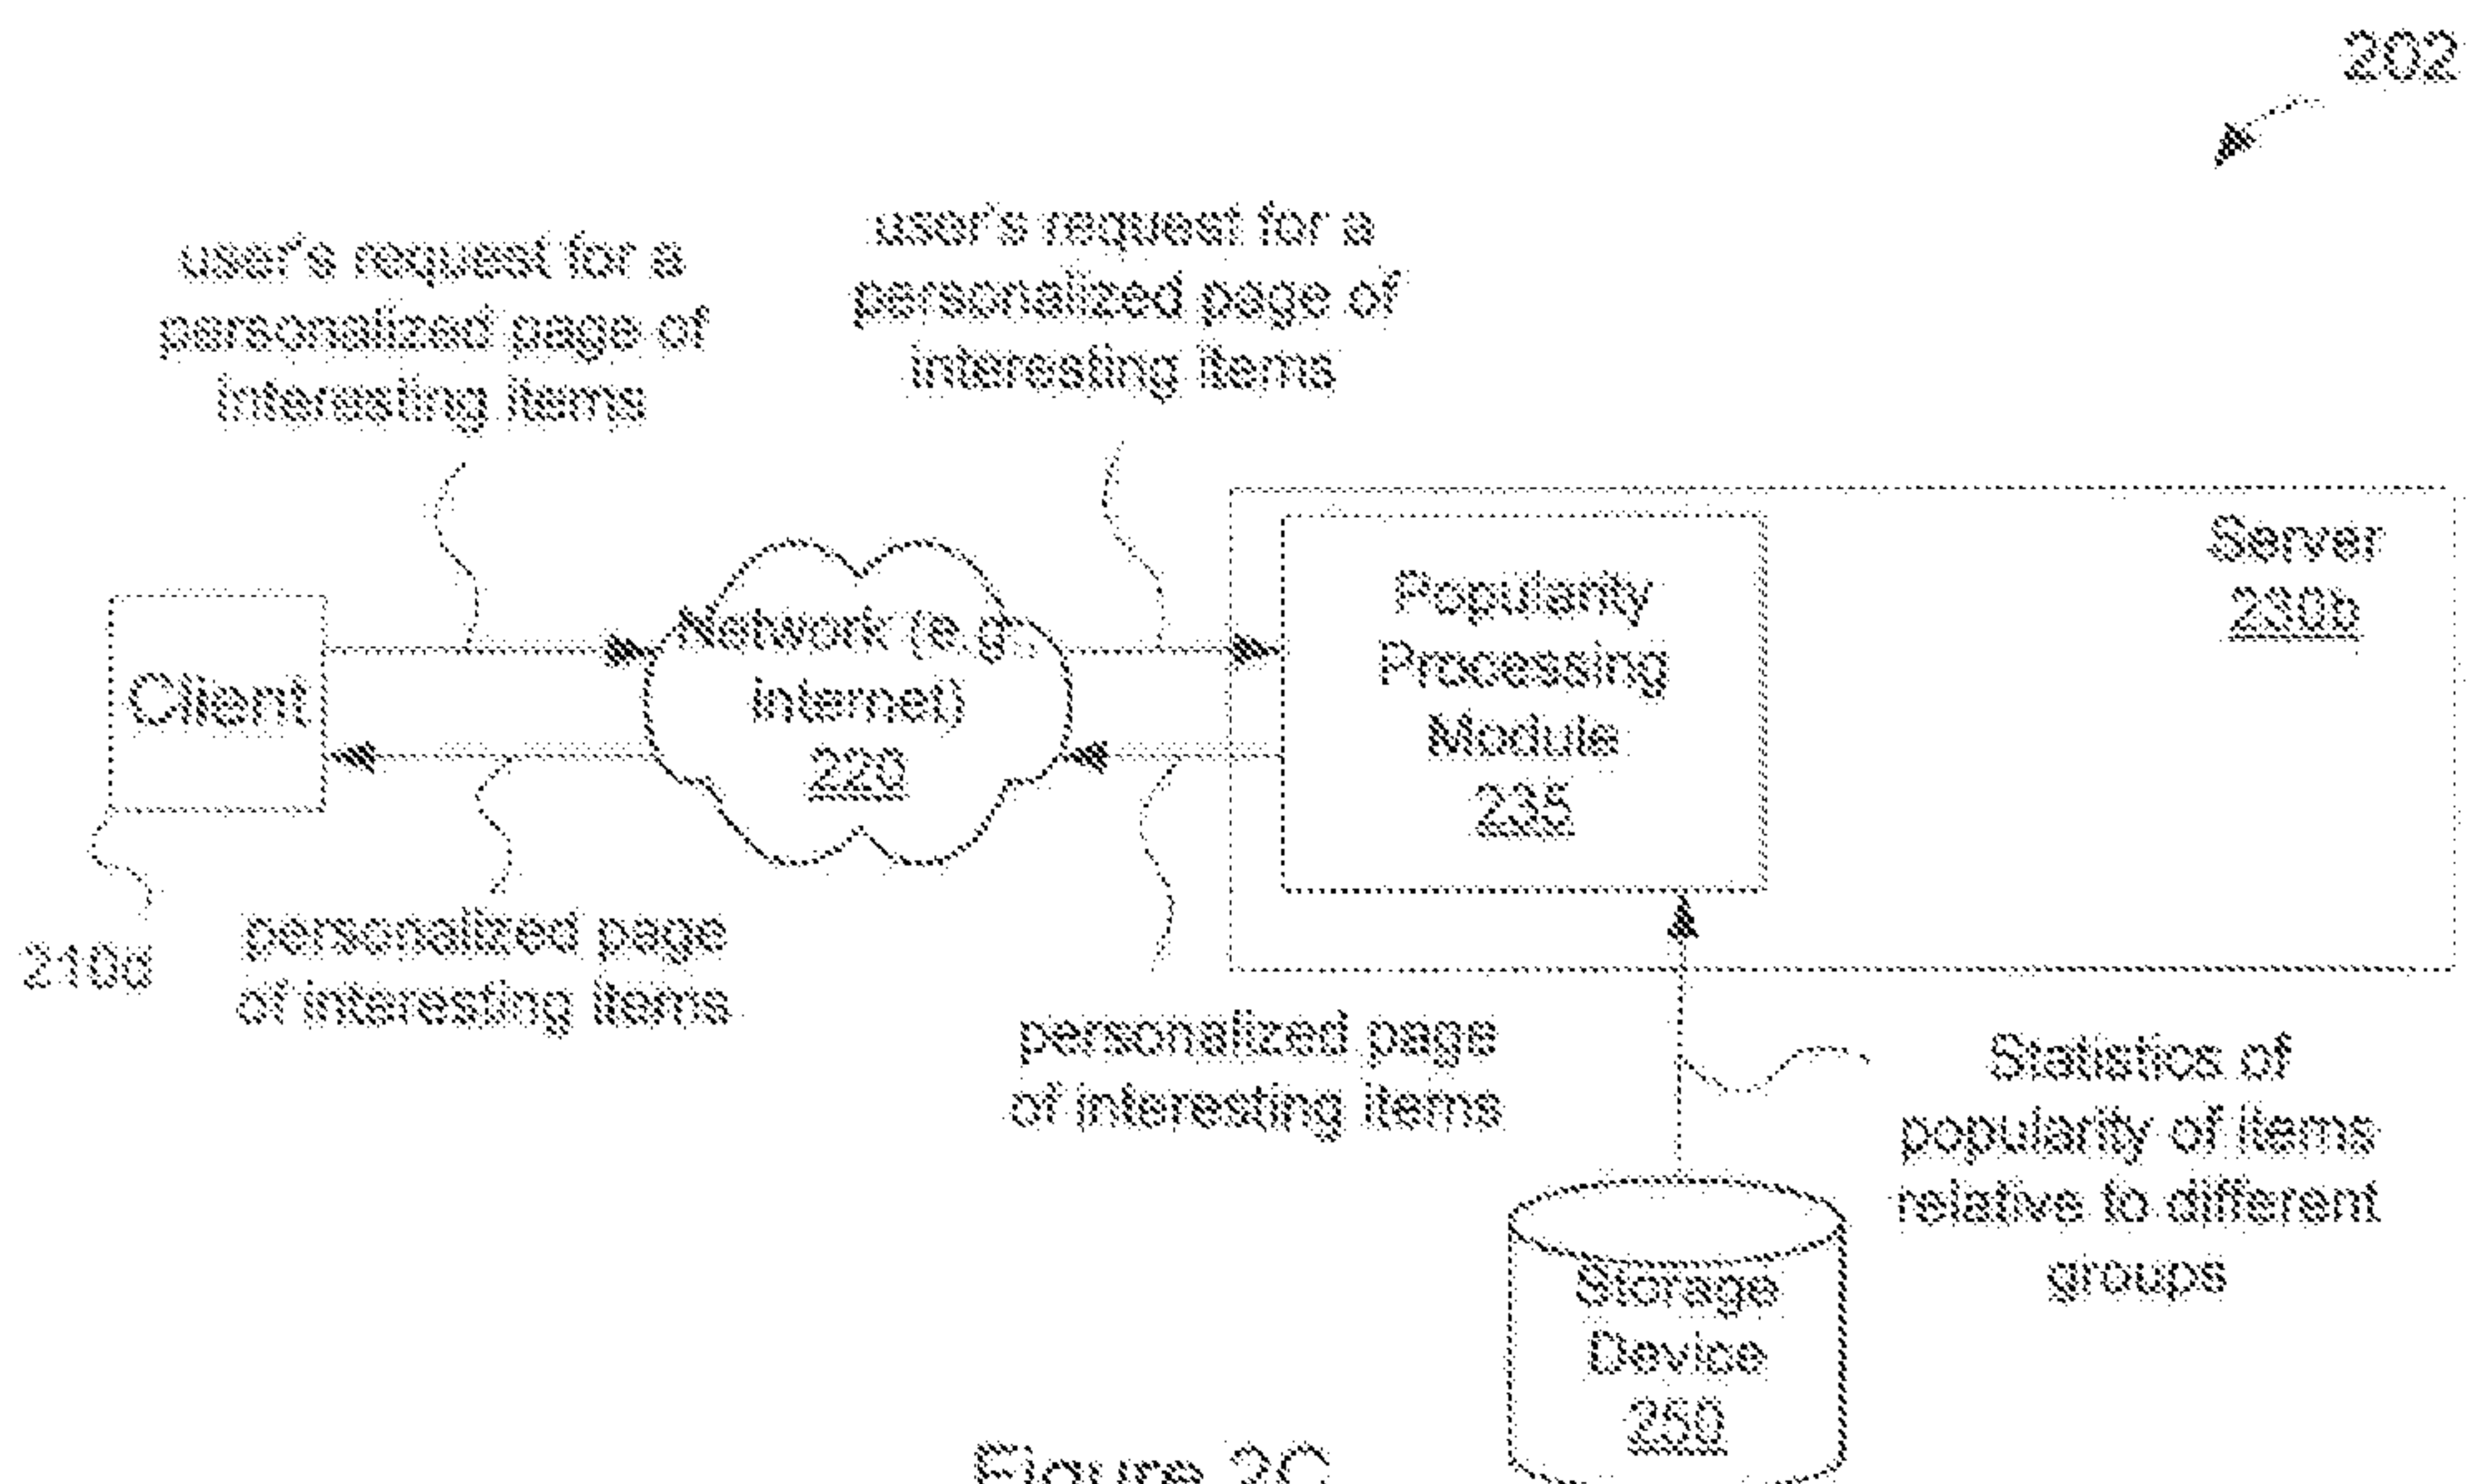 202
user's request for a
personalized page of
interesting items
user's request for a
personalized page of
interesting items
Server
230b
Popularity
Processing
Module
235
Network (e.g.,
Internet)
220
Client
210d
personalized page
of interesting items
personalized page
of interesting items
Statistics of
popularity of items
relative to different
groups
Storage
Device
250
Figure 2C